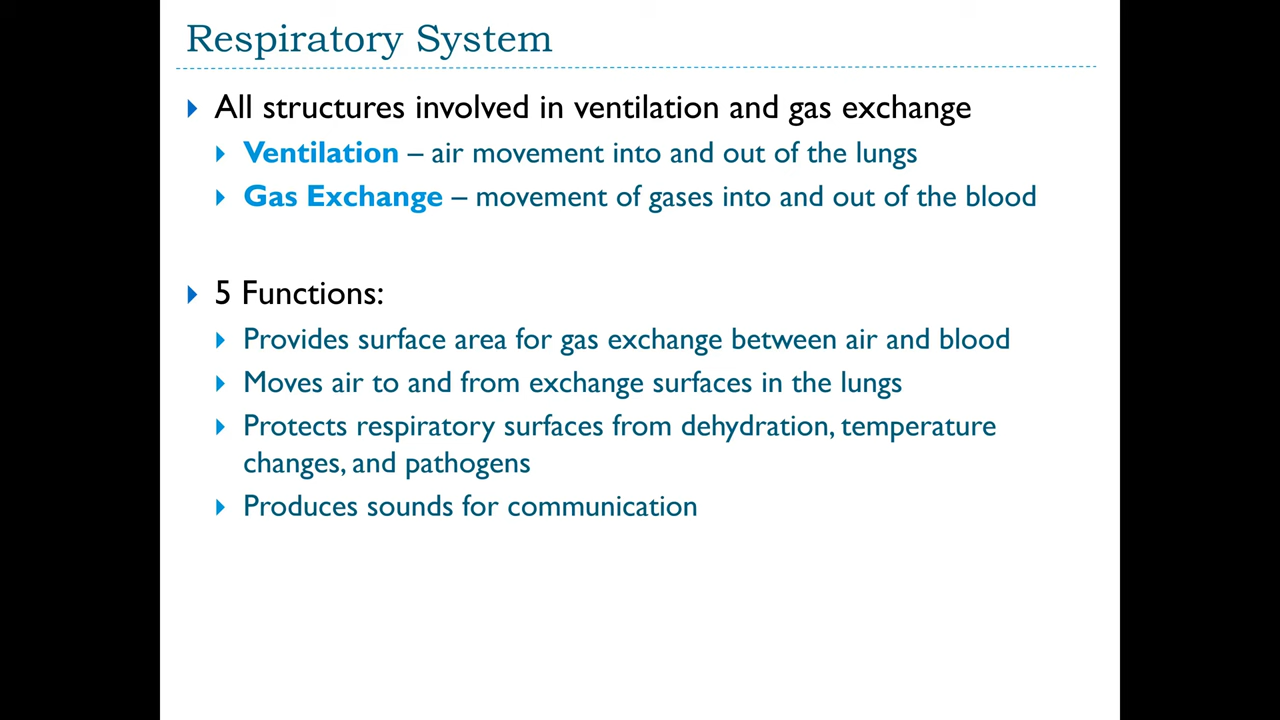 Respiratory System
All structures involved in ventilation and gas exchange
Ventilation – air movement into and out of the lungs
Gas Exchange – movement of gases into and out of the blood
5 Functions:
Provides surface area for gas exchange between air and blood
Moves air to and from exchange surfaces in the lungs
Protects respiratory surfaces from dehydration, temperature
changes, and pathogens
Produces sounds for communication